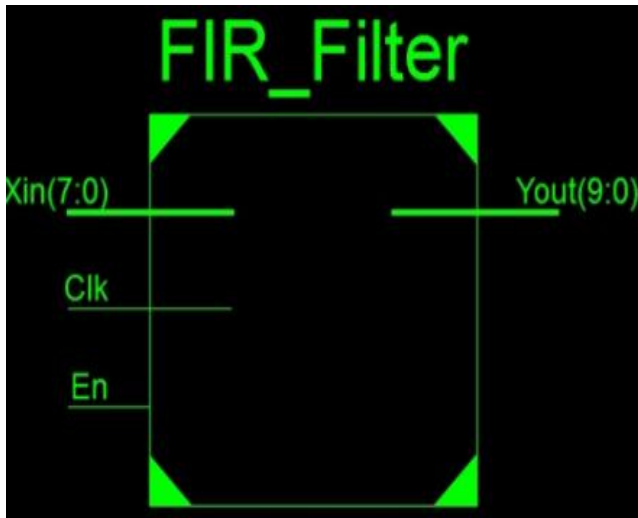 FIR_Filter
Xin(7:0)
Yout(9:0)
Clk
En